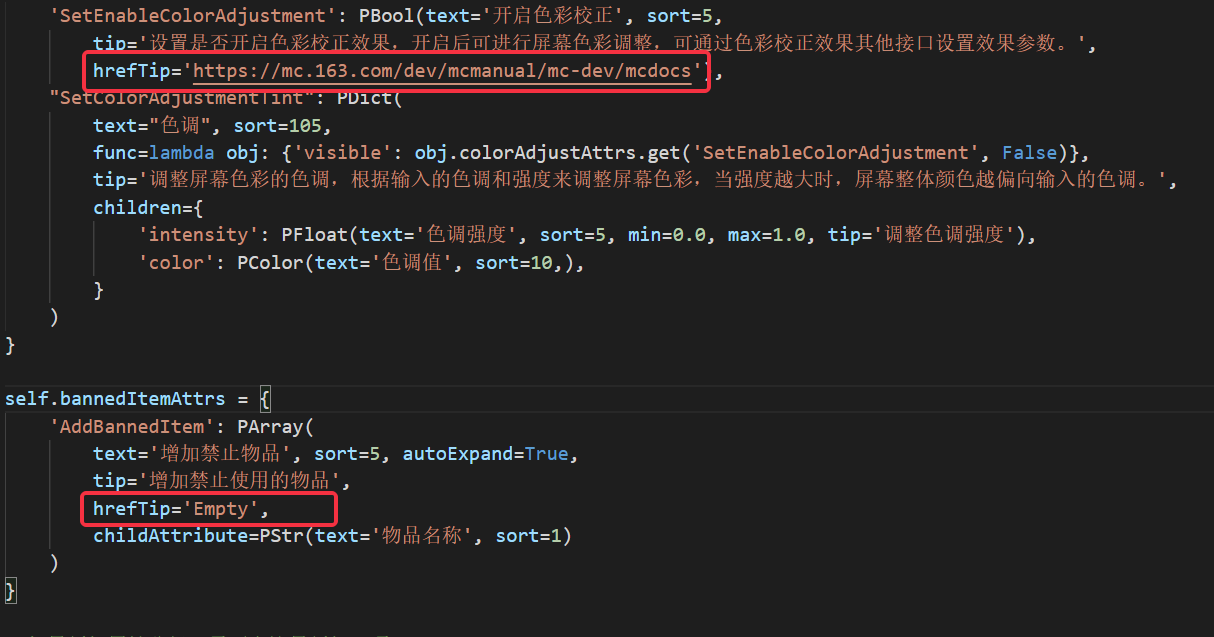 'SetEnableColorAdjustment': PBool(text='开启色彩校正', sort=5,
tip='设置是否开启色彩校正效果，开启后可进行屏幕色彩调整，可通过色彩校正效果其他接口设置效果参数。',
hrefTip='https://mc.163.com/dev/mcmanual/mc-dev/mcdocs'),
"SetColorAdjustmentTint": PDict(
text="色调", sort=105,
func=lambda obj: {'visible': obj.colorAdjustAttrs.get('SetEnableColorAdjustment', False)},
tip='调整屏幕色彩的色调，根据输入的色调和强度来调整屏幕色彩，当强度越大时，屏幕整体颜色越偏向输入的色调。',
children={
'intensity': PFloat(text='色调强度', sort=5, min=0.0, max=1.0, tip='调整色调强度'),
'color': PColor(text='色调值', sort=10,),
}
)
}
self.bannedItemAttrs = {
'AddBannedItem': PArray(
text='增加禁止物品', sort=5, autoExpand=True,
tip='增加禁止使用的物品',
hrefTip='Empty',
childAttribute=PStr(text='物品名称', sort=1)
)
}